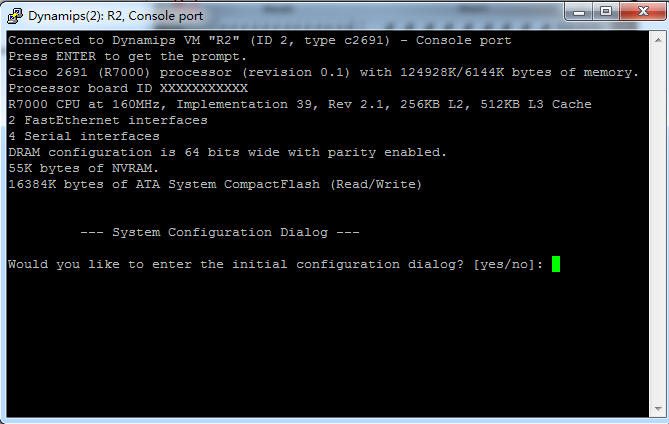 Dynamips(2): R2, Console port
Connected to Dynamips VM "R2" (ID 2, type c2691) - Console port
Press ENTER to get the prompt.
Cisco 2691 (R7000) processor (revision 0.1) with 124928K/6144K bytes of memory.
Processor board ID XXXXXXXXXXX
R7000 CPU at 160MHz, Implementation 39, Rev 2.1, 256KB L2, 512KB L3 Cache
2 FastEthernet interfaces
4 Serial interfaces
DRAM configuration is 64 bits wide with parity enabled.
55K bytes of NVRAM.
16384K bytes of ATA System CompactFlash (Read/Write)
--- System Configuration Dialog ---
Would you like to enter the initial configuration dialog? [yes/no]: